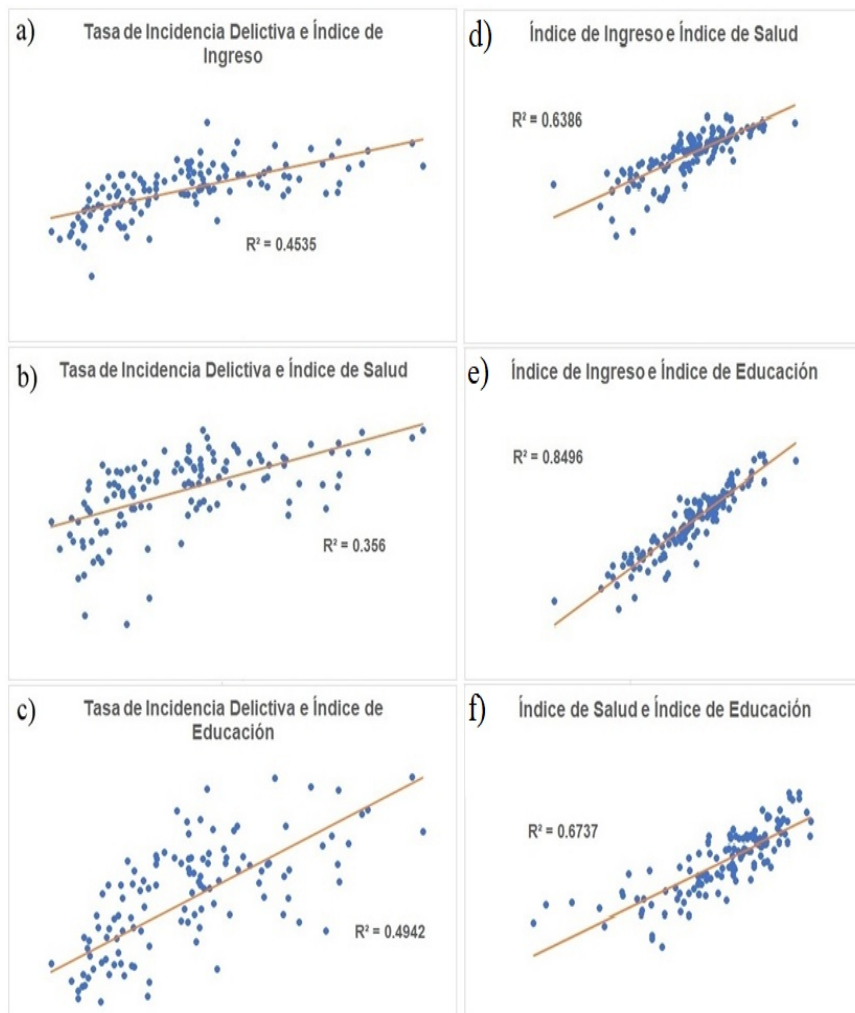 a)
Tasa de Incidencia Delictiva e Índice de
Ingreso
R² = 0.4535
b)
Tasa de Incidencia Delictiva e Índice de Salud
R² = 0.356
c)
Tasa de Incidencia Delictiva e Índice de
Educación
R² = 0.4942
d)
Índice de Ingreso e Índice de Salud
R² = 0.6386
e)
Índice de Ingreso e Índice de Educación
R² = 0.8496
f)
Índice de Salud e Índice de Educación
R² = 0.6737